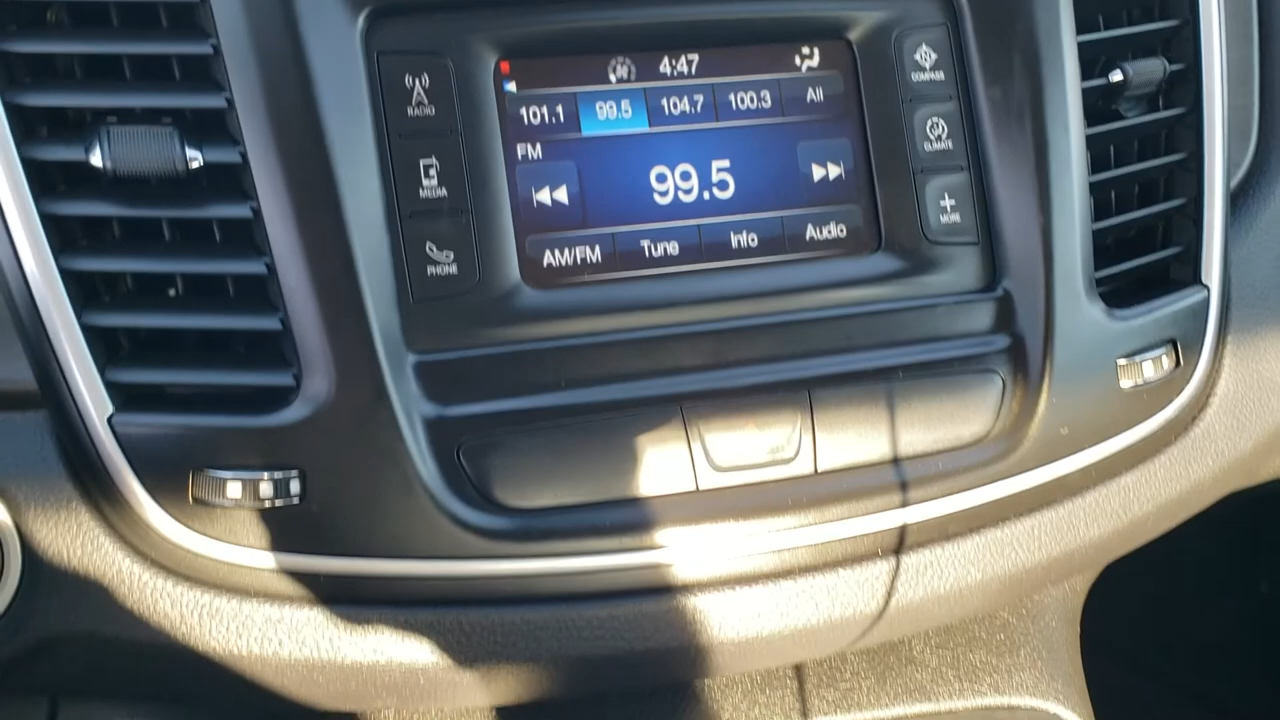 4:47
101.1 99.5 104.7 100.3 All
FM
99.5
AM/FM Tune Info Audio
RADIO
MEDIA
PHONE
COMPASS
CLIMATE
MORE